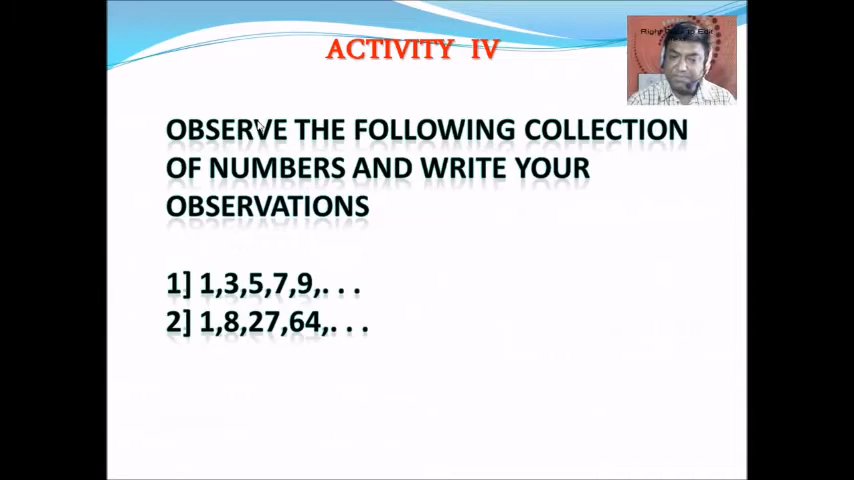 ACTIVITY IV
OBSERVE THE FOLLOWING COLLECTION
OF NUMBERS AND WRITE YOUR
OBSERVATIONS
1] 1,3,5,7,9,. . .
2] 1,8,27,64,. . .